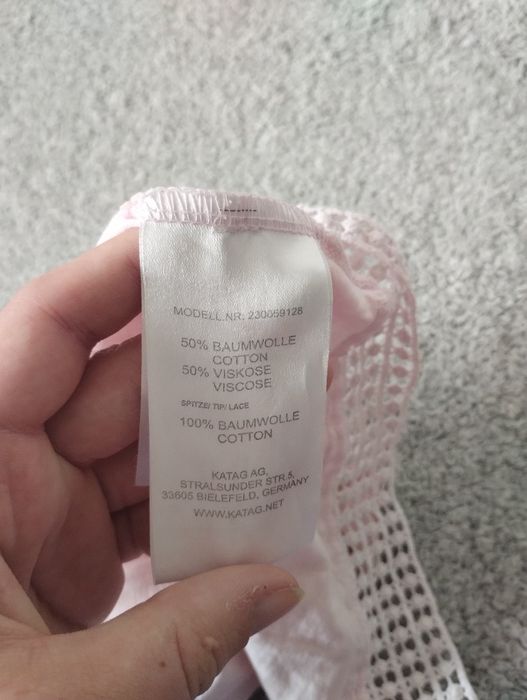 MODELL.NR: 230059128
50% BAUMWOLLE
COTTON
50% VISKOSE
VISCOSE
SPITZE/ TIP/ LACE
100% BAUMWOLLE
COTTON
KATAG AG,
STRALSUNDER STR.5,
33605 BIELEFELD, GERMANY
WWW.KATAG.NET